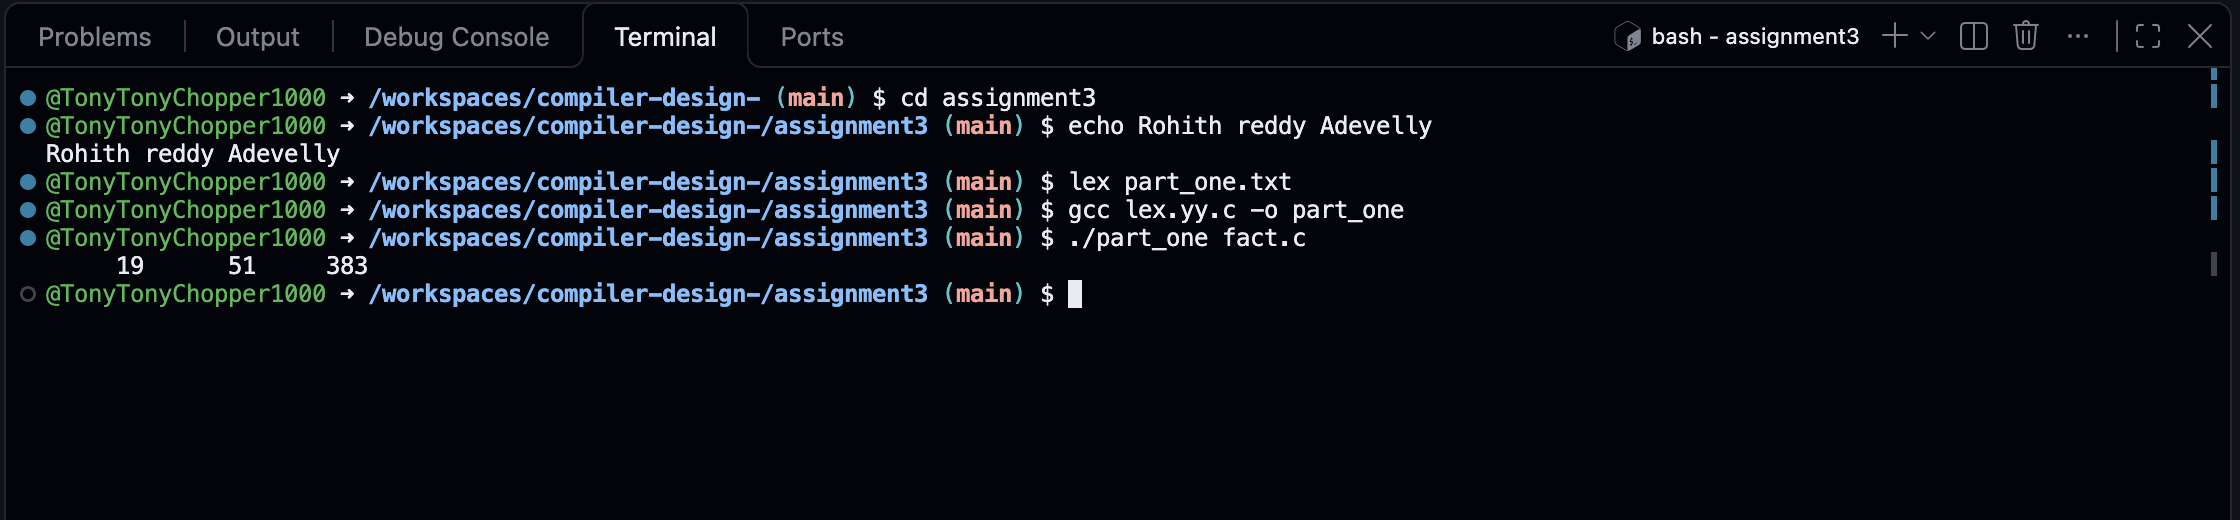 Problems Output Debug Console Terminal Ports bash - assignment3
@TonyTonyChopper1000 → /workspaces/compiler-design- (main) $ cd assignment3
@TonyTonyChopper1000 → /workspaces/compiler-design-/assignment3 (main) $ echo Rohith reddy Adevelly
Rohith reddy Adevelly
@TonyTonyChopper1000 → /workspaces/compiler-design-/assignment3 (main) $ lex part_one.txt
@TonyTonyChopper1000 → /workspaces/compiler-design-/assignment3 (main) $ gcc lex.yy.c -o part_one
@TonyTonyChopper1000 → /workspaces/compiler-design-/assignment3 (main) $ ./part_one fact.c
19 51 383
@TonyTonyChopper1000 → /workspaces/compiler-design-/assignment3 (main) $